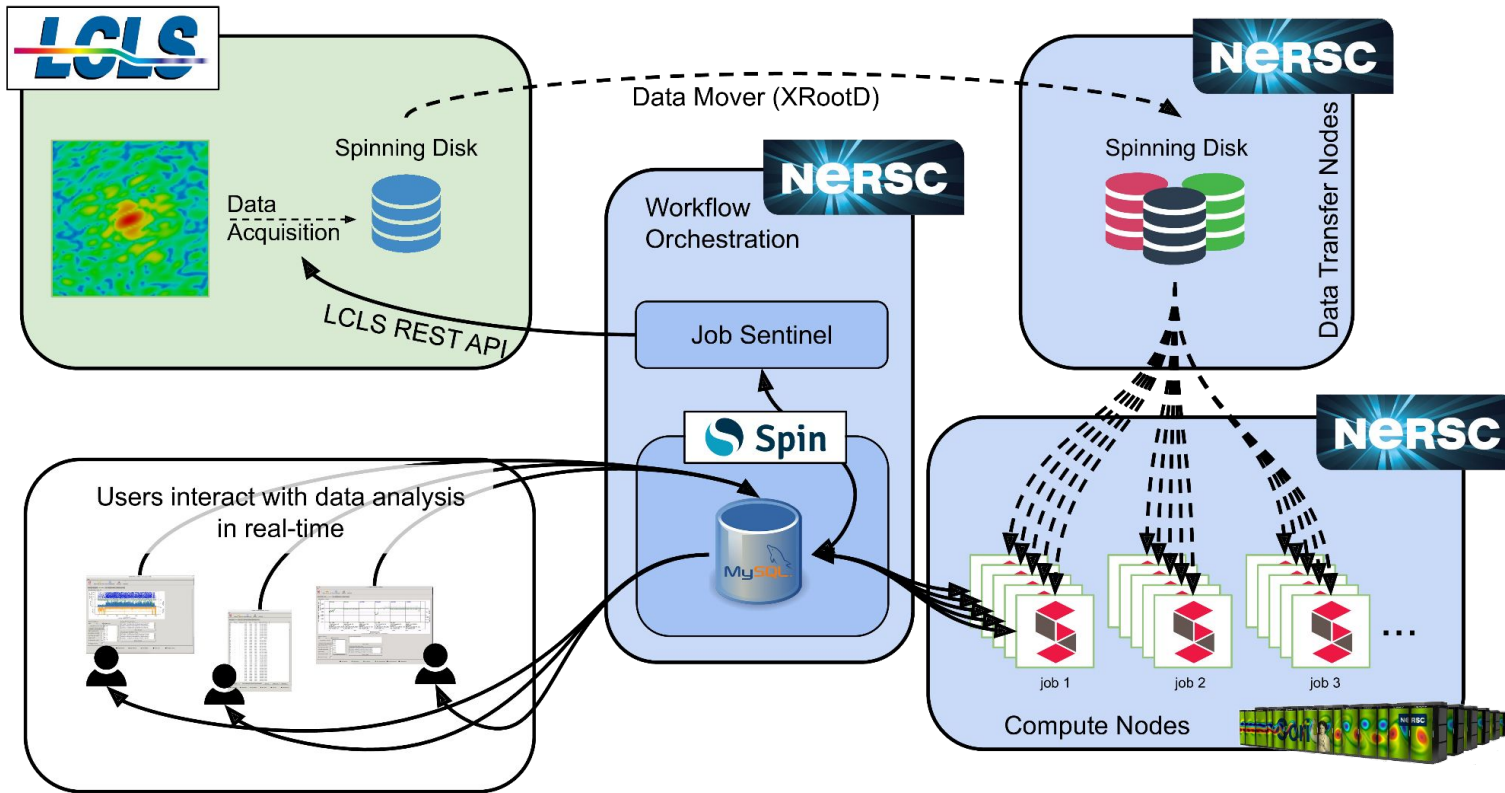 LCLS
NERSC
Data Mover (XRootD)
Spinning Disk
Data
Acquisition
LCLS REST API
NERSC
Workflow
Orchestration
Job Sentinel
Spin
MySQL
Spinning Disk
Data Transfer Nodes
Users interact with data analysis
in real-time
NERSC
job 1
job 2
job 3
...
Compute Nodes
cori
NERSC